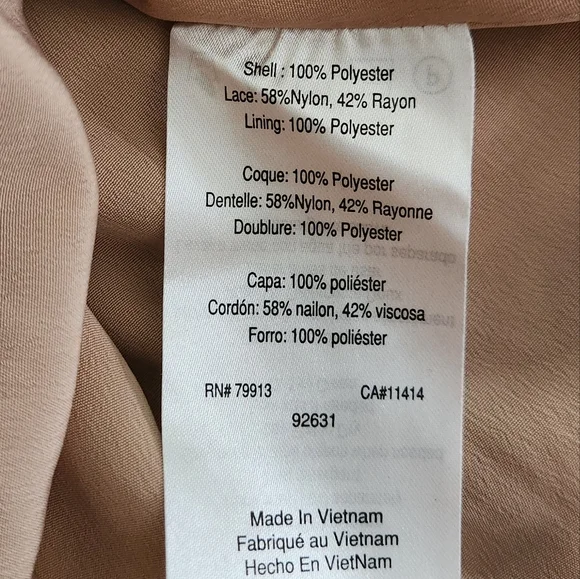 Shell : 100% Polyester
Lace: 58%Nylon, 42% Rayon
Lining: 100% Polyester
Coque: 100% Polyester
Dentelle: 58%Nylon, 42% Rayonne
Doublure: 100% Polyester
Capa: 100% poliéster
Cordón: 58% nailon, 42% viscosa
Forro: 100% poliéster
RN# 79913 CA#11414
92631
Made In Vietnam
Fabriqué au Vietnam
Hecho En VietNam